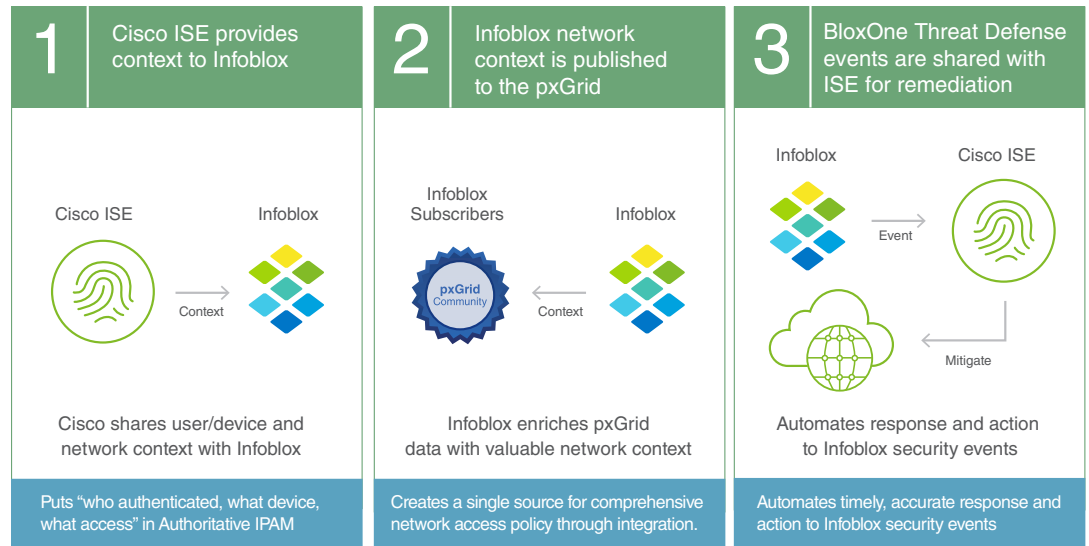 1
Cisco ISE provides
context to Infoblox
Cisco ISE
Infoblox
Context
Cisco shares user/device and
network context with Infoblox
Puts “who authenticated, what device,
what access” in Authoritative IPAM
2
Infoblox network
context is published
to the pxGrid
Infoblox
Subscribers
Infoblox
pxGrid
Community
Context
Infoblox enriches pxGrid
data with valuable network context
Creates a single source for comprehensive
network access policy through integration.
3
BloxOne Threat Defense
events are shared with
ISE for remediation
Infoblox
Cisco ISE
Event
Mitigate
Automates response and action
to Infoblox security events
Automates timely, accurate response and
action to Infoblox security events